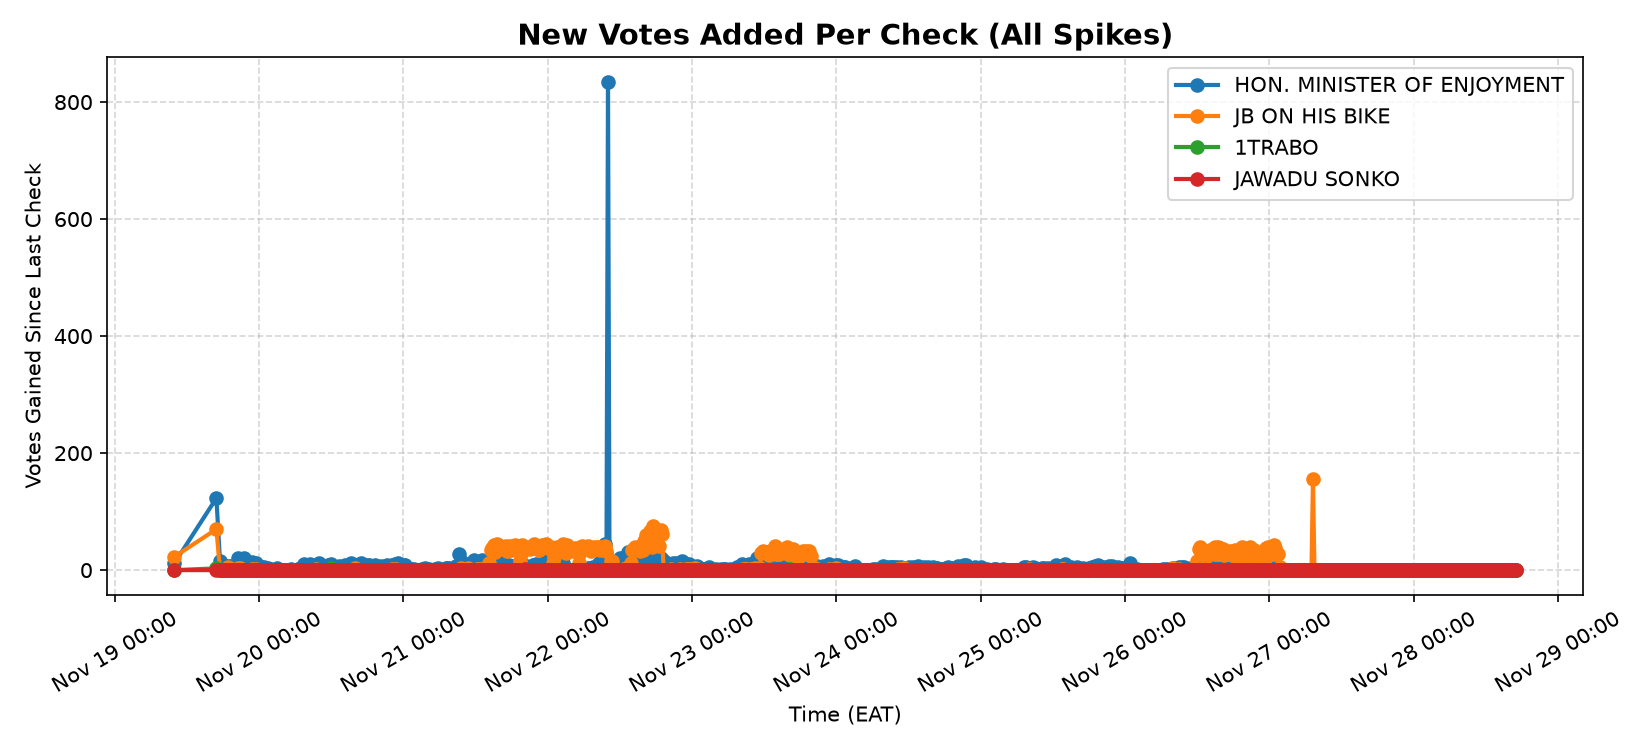 New Votes Added Per Check (All Spikes)
HON. MINISTER OF ENJOYMENT
JB ON HIS BIKE
1TRABO
JAWADU SONKO
Votes Gained Since Last Check
800
600
400
200
0
Nov 19 00:00
Nov 20 00:00
Nov 21 00:00
Nov 22 00:00
Nov 23 00:00
Nov 24 00:00
Nov 25 00:00
Nov 26 00:00
Nov 27 00:00
Nov 28 00:00
Nov 29 00:00
Time (EAT)